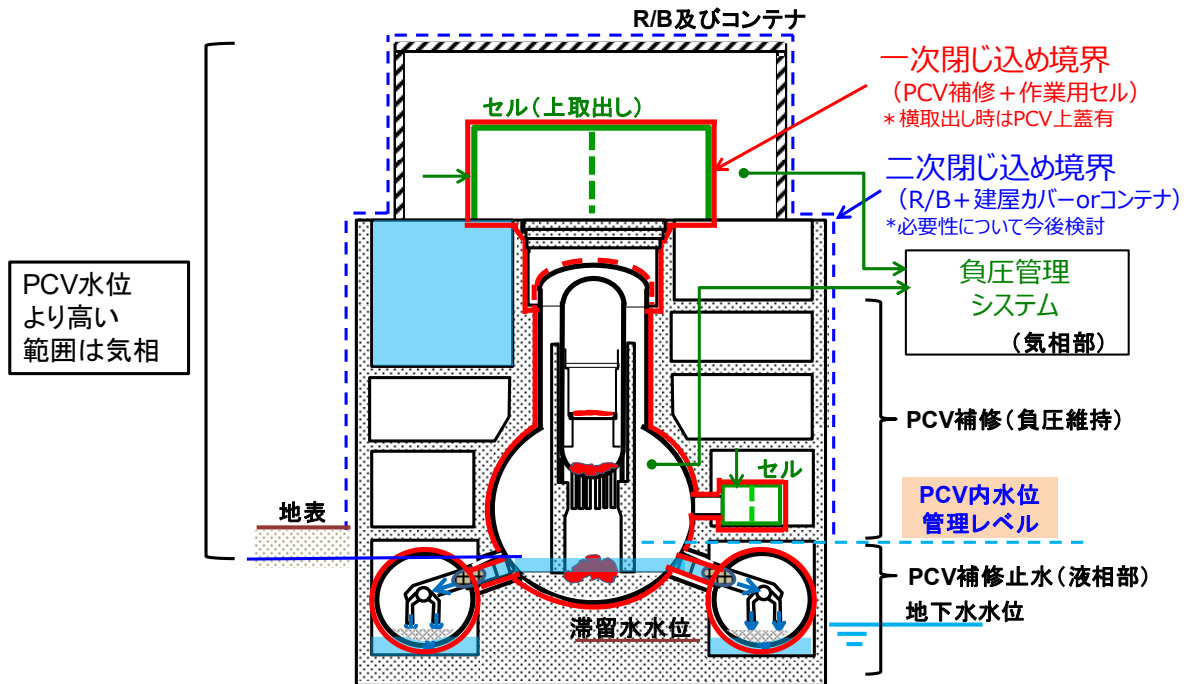 R/B及びコンテナ
一次閉じ込め境界
(PCV補修+作業用セル)
*横取出し時はPCV上蓋有
セル(上取出し)
二次閉じ込め境界
(R/B+建屋カバーorコンテナ)
*必要性について今後検討
負圧管理
システム
(気相部)
PCV水位
より高い
範囲は気相
PCV補修(負圧維持)
セル
PCV内水位
管理レベル
地表
PCV補修止水(液相部)
地下水水位
滞留水水位